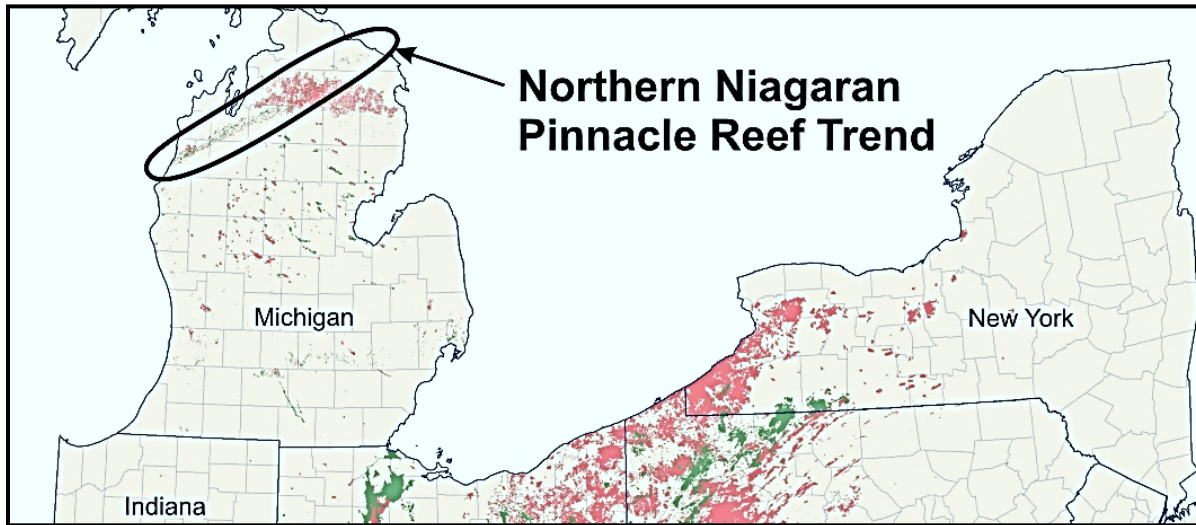 Northern Niagaran
Pinnacle Reef Trend
Michigan
New York
Indiana